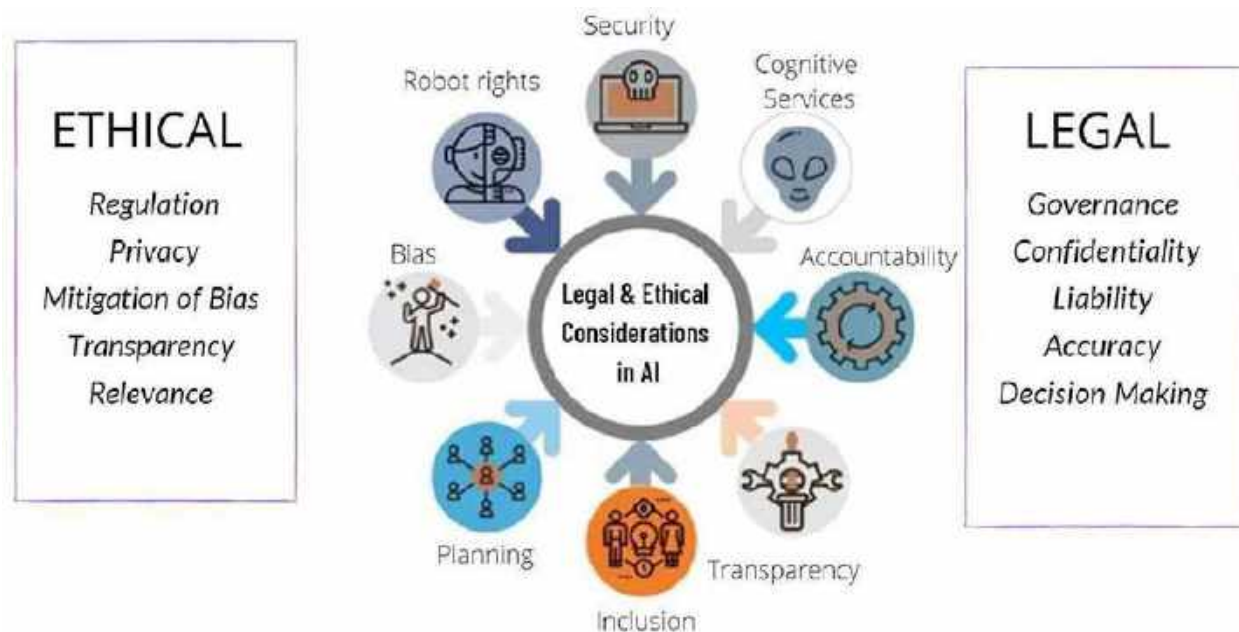 ETHICAL
Regulation
Privacy
Mitigation of Bias
Transparency
Relevance
Security
Robot rights
Cognitive
Services
Bias
Accountability
Legal & Ethical
Considerations
in AI
Planning
Transparency
Inclusion
LEGAL
Governance
Confidentiality
Liability
Accuracy
Decision Making